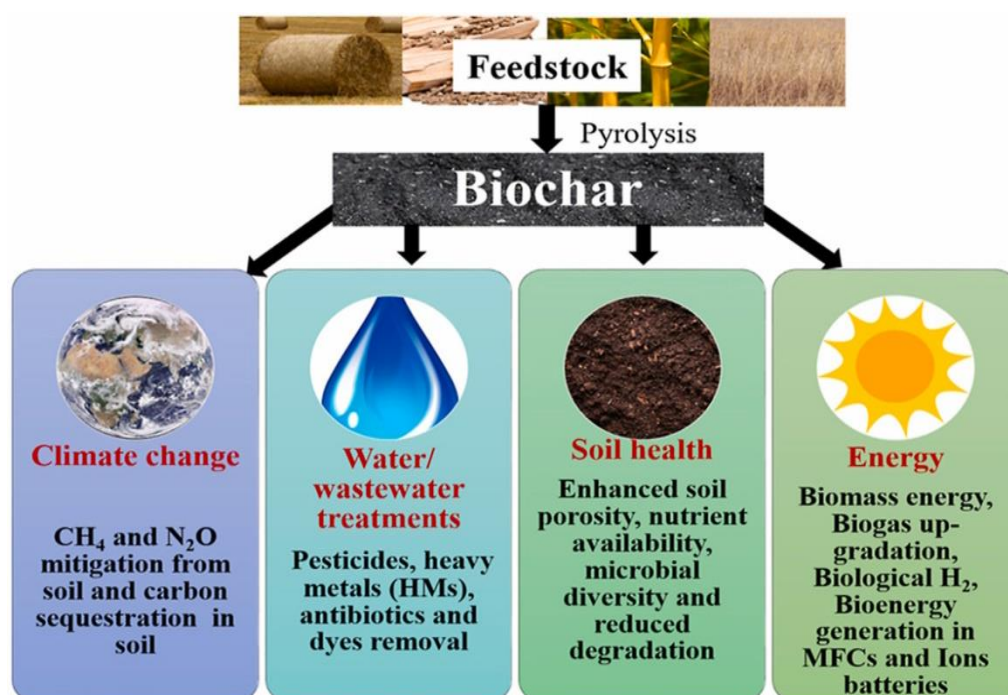 Feedstock
Pyrolysis
Biochar
Climate change
CH₄ and N₂O
mitigation from
soil and carbon
sequestration in
soil
Water/
wastewater
treatments
Pesticides, heavy
metals (HMs),
antibiotics and
dyes removal
Soil health
Enhanced soil
porosity, nutrient
availability,
microbial
diversity and
reduced
degradation
Energy
Biomass energy,
Biogas up-
gradation,
Biological H₂,
Bioenergy
generation in
MFCs and Ions
batteries